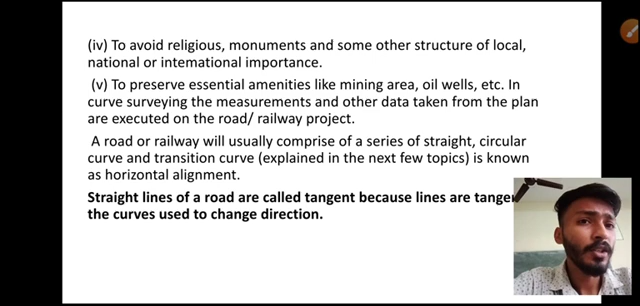 (iv) To avoid religious, monuments and some other structure of local,
national or international importance.
(v) To preserve essential amenities like mining area, oil wells, etc. In
curve surveying the measurements and other data taken from the plan
are executed on the road/ railway project.
A road or railway will usually comprise of a series of straight, circular
curve and transition curve (explained in the next few topics) is known
as horizontal alignment.
Straight lines of a road are called tangent because lines are
the curves used to change direction.